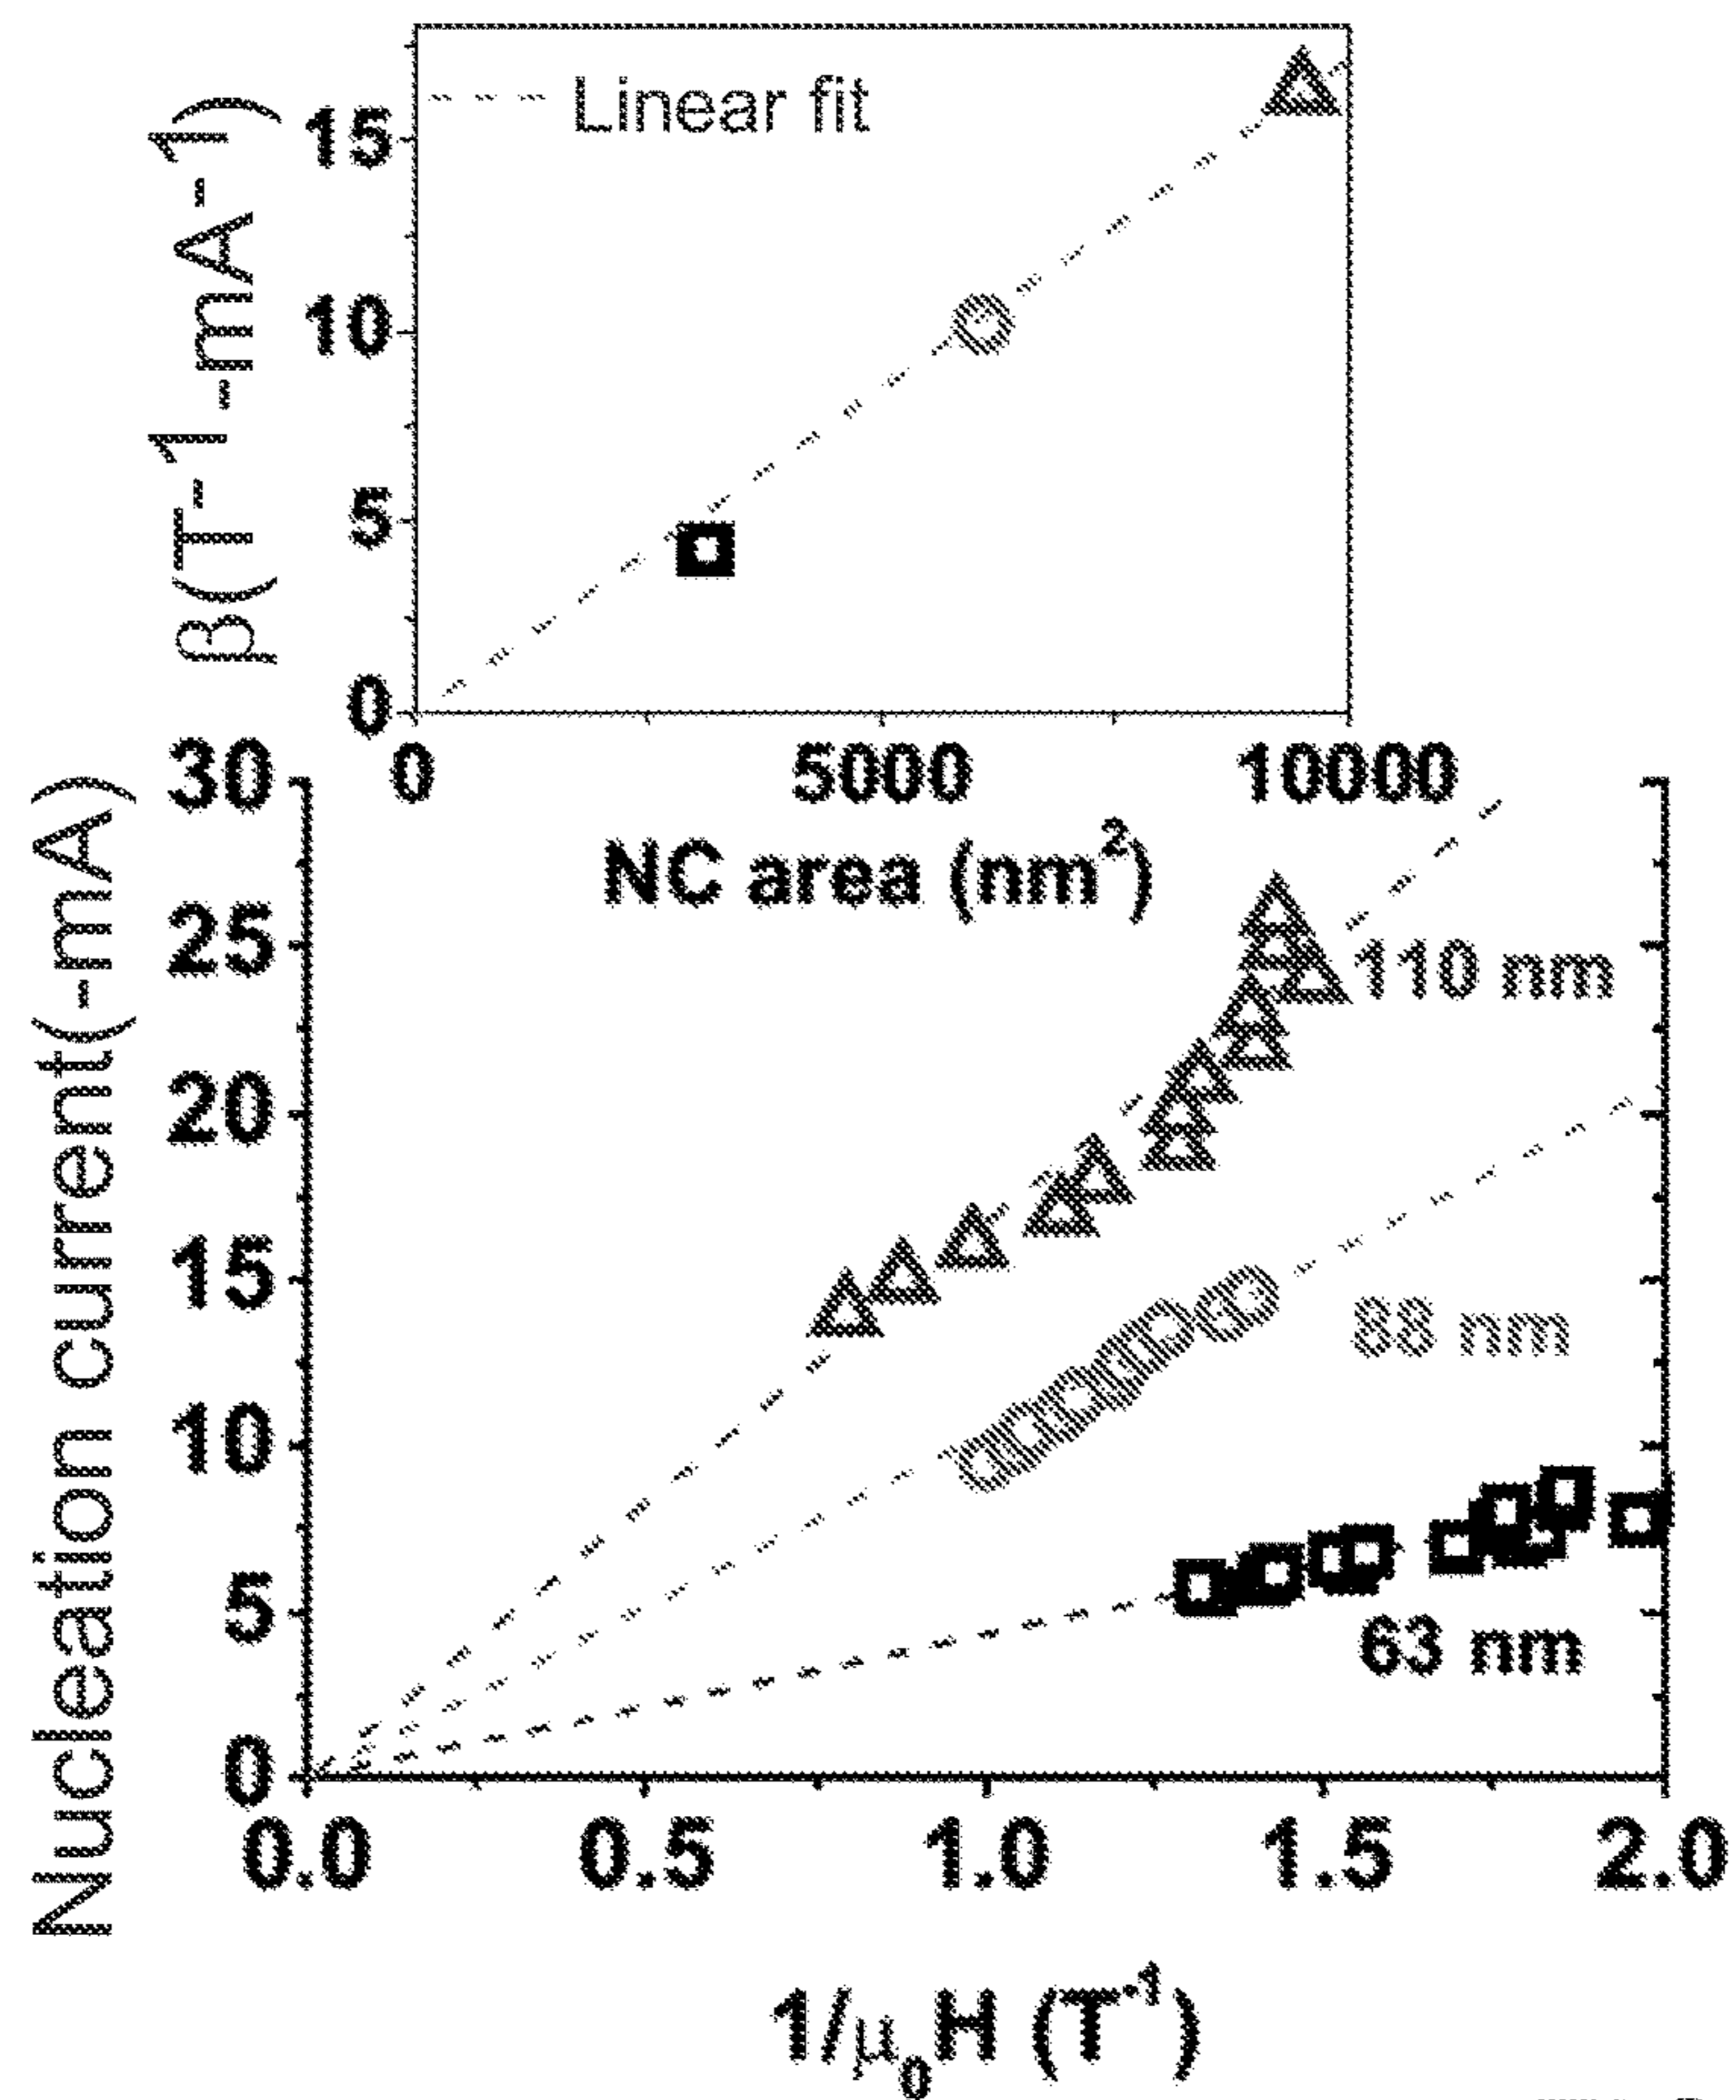 Linear fit
β(T-1-mA-1)
15
10
5
0
0 5000 10000
NC area (nm²)
Nucleation current(-mA)
30
25
20
15
10
5
0
110 nm
88 nm
63 nm
0.0 0.5 1.0 1.5 2.0
1/μ₀H (T⁻¹)